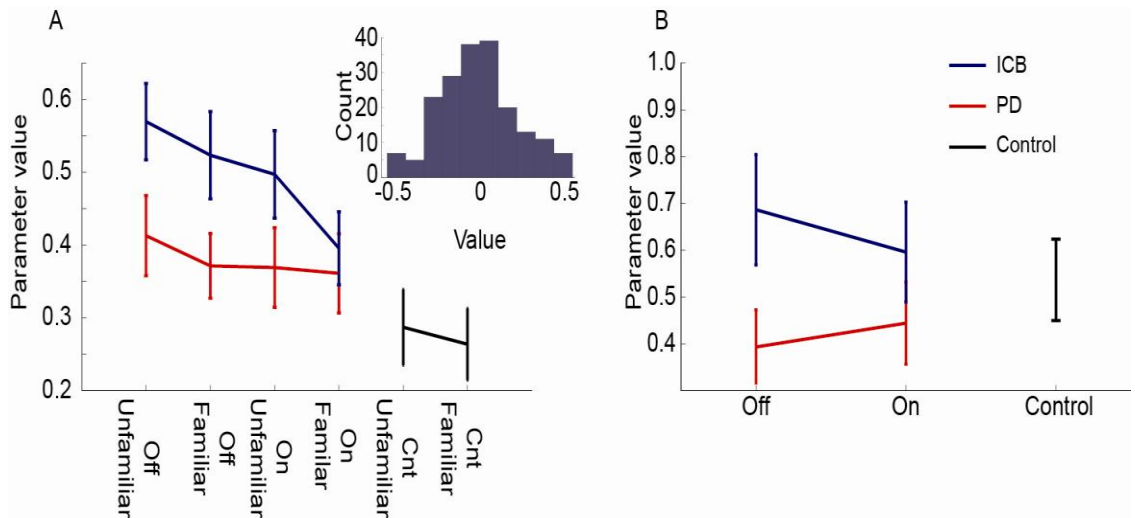 A
Parameter value
0.6
0.5
0.4
0.3
0.2
Off
Unfamiliar
Off
Familiar
On
Unfamiliar
On
Familar
Cnt
Unfamiliar
Cnt
Familiar
Count
40
30
20
10
0
-0.5
0
0.5
Value
B
Parameter value
1.0
0.9
0.8
0.7
0.6
0.5
0.4
Off
On
Control
ICB
PD
Control